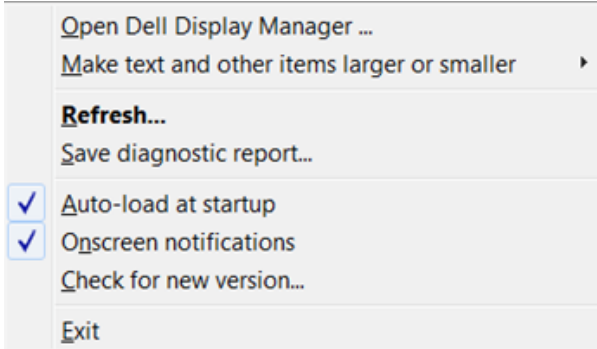 Open Dell Display Manager ...
Make text and other items larger or smaller
Refresh...
Save diagnostic report...
Auto-load at startup
Onscreen notifications
Check for new version...
Exit